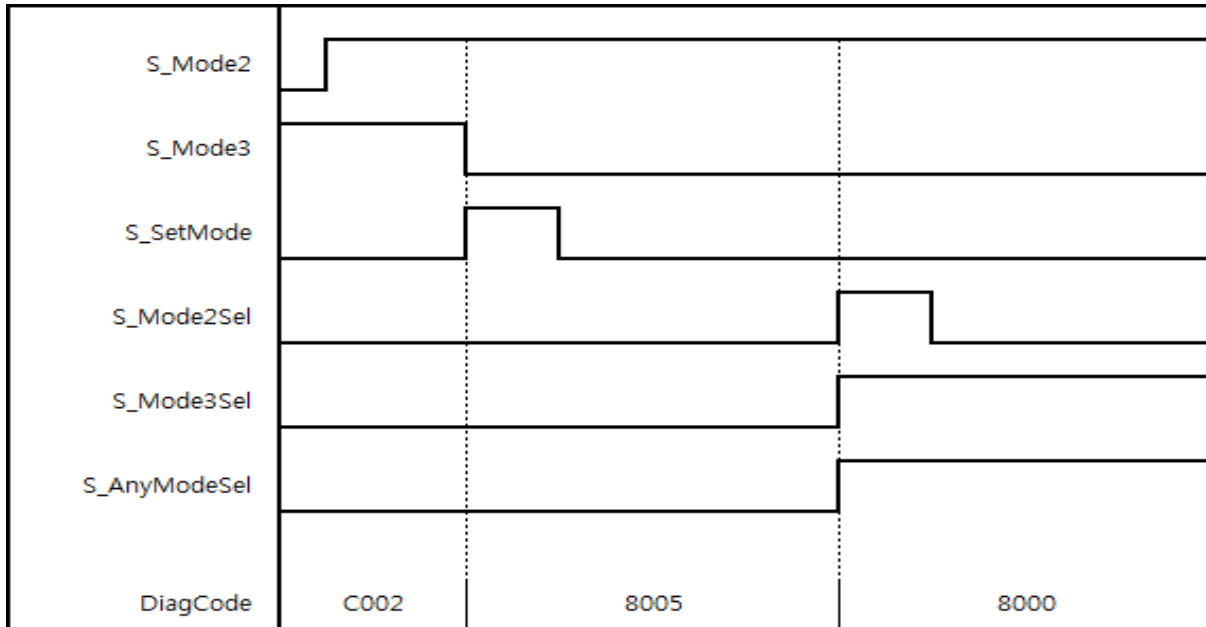 S_Mode2
S_Mode3
S_SetMode
S_Mode2Sel
S_Mode3Sel
S_AnyModeSel
DiagCode C002 8005 8000